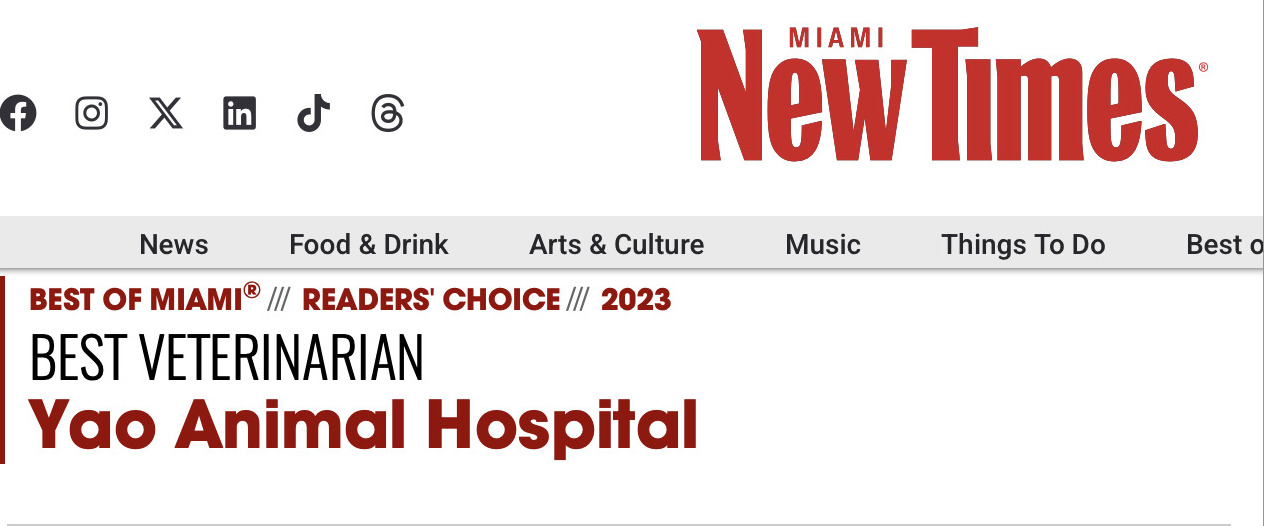 MIAMI
New Times®
News Food & Drink Arts & Culture Music Things To Do Best o
BEST OF MIAMI® /// READERS' CHOICE /// 2023
BEST VETERINARIAN
Yao Animal Hospital